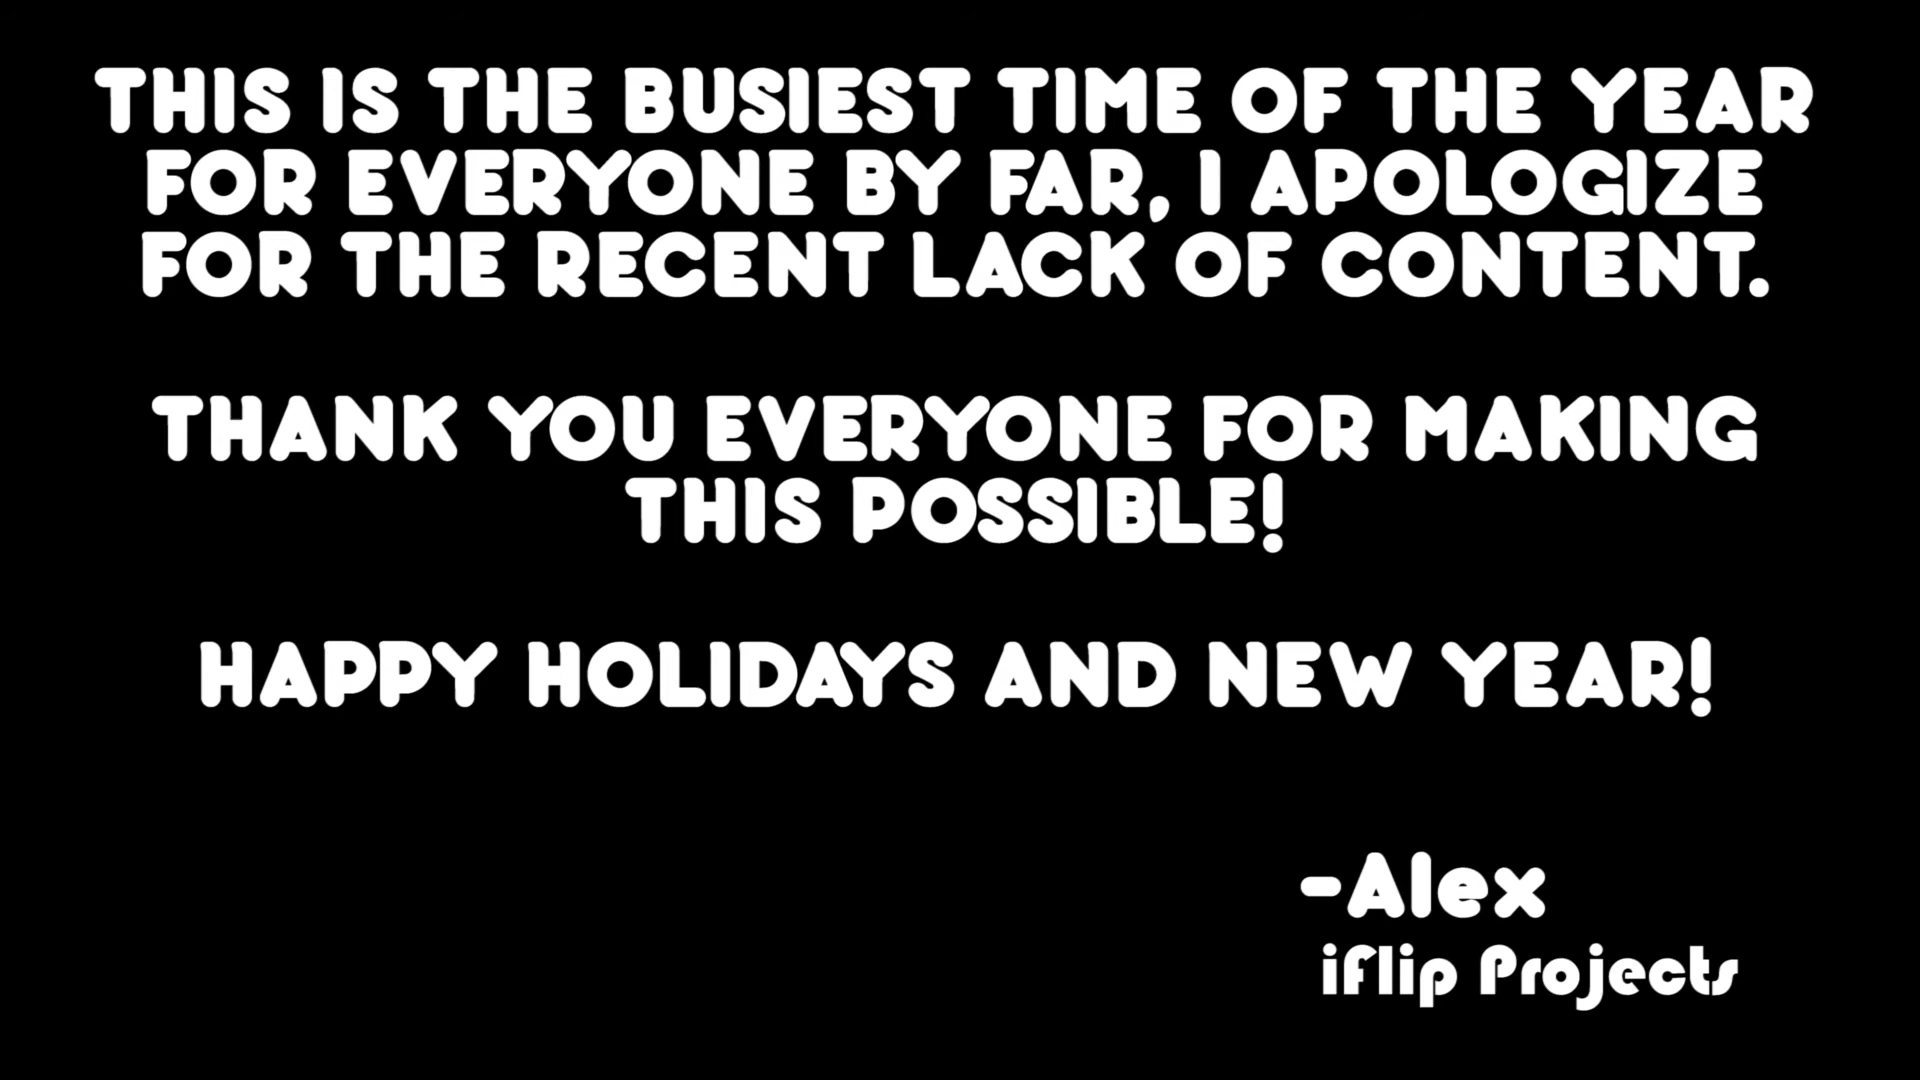 THIS IS THE BUSIEST TIME OF THE YEAR
FOR EVERYONE BY FAR, I APOLOGIZE
FOR THE RECENT LACK OF CONTENT.
THANK YOU EVERYONE FOR MAKING
THIS POSSIBLE!
HAPPY HOLIDAYS AND NEW YEAR!
-Alex
iFlip Projects